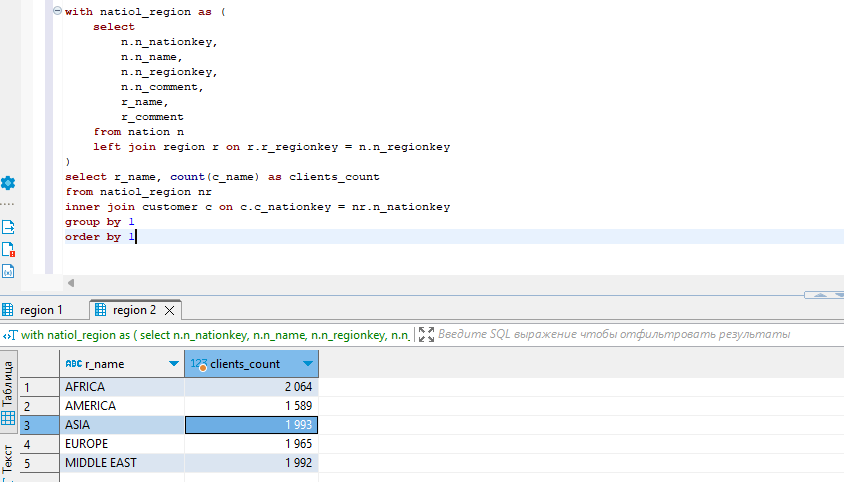 with natiol_region as (
select
n.n_nationkey,
n.n_name,
n.n_regionkey,
n.n_comment,
r_name,
r_comment
from nation n
left join region r on r.r_regionkey = n.n_regionkey
)
select r_name, count(c_name) as clients_count
from natiol_region nr
inner join customer c on c.c_nationkey = nr.n_nationkey
group by 1
order by 1
region 1 region 2
with natiol_region as ( select n.n_nationkey, n.n_name, n.n_regionkey, n.n_ Введите SQL выражение чтобы отфильтровать результаты
Таблица
Текст
ABC r_name 123 clients_count
1 AFRICA 2 064
2 AMERICA 1 589
3 ASIA 1 993
4 EUROPE 1 965
5 MIDDLE EAST 1 992